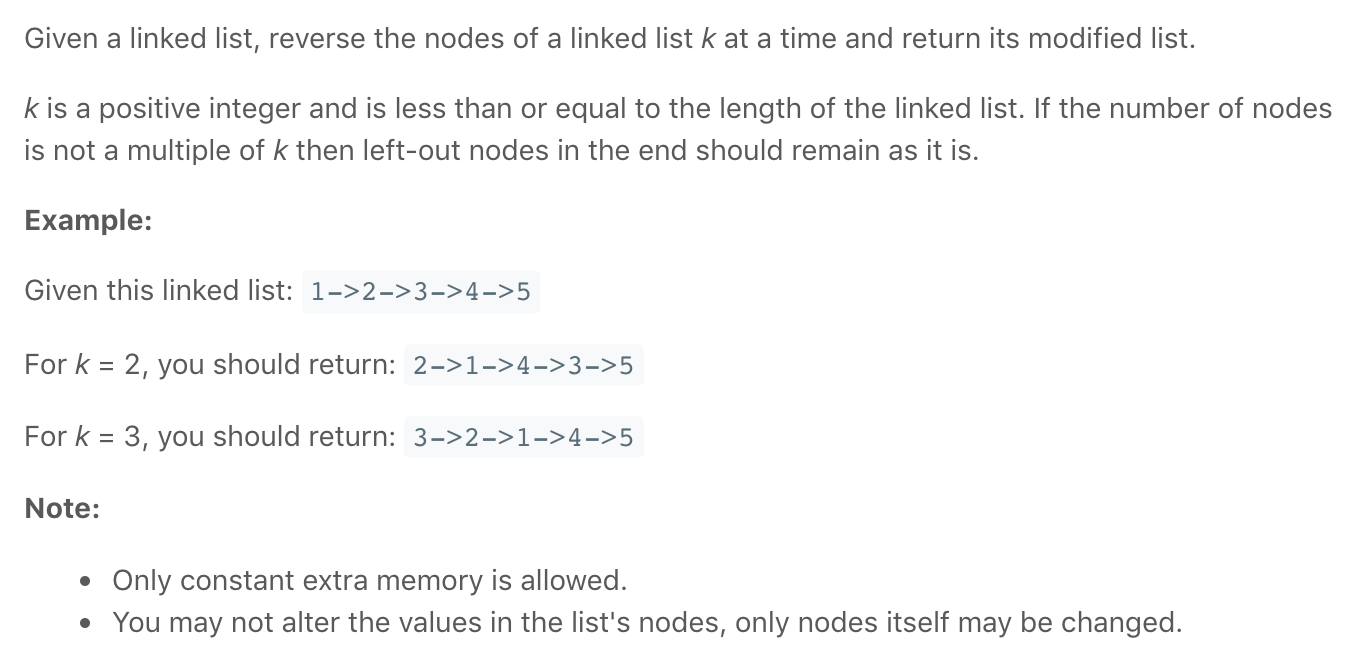 Given a linked list, reverse the nodes of a linked list k at a time and return its modified list.
k is a positive integer and is less than or equal to the length of the linked list. If the number of nodes
is not a multiple of k then left-out nodes in the end should remain as it is.
Example:
Given this linked list: 1->2->3->4->5
For k = 2, you should return: 2->1->4->3->5
For k = 3, you should return: 3->2->1->4->5
Note:
• Only constant extra memory is allowed.
• You may not alter the values in the list's nodes, only nodes itself may be changed.